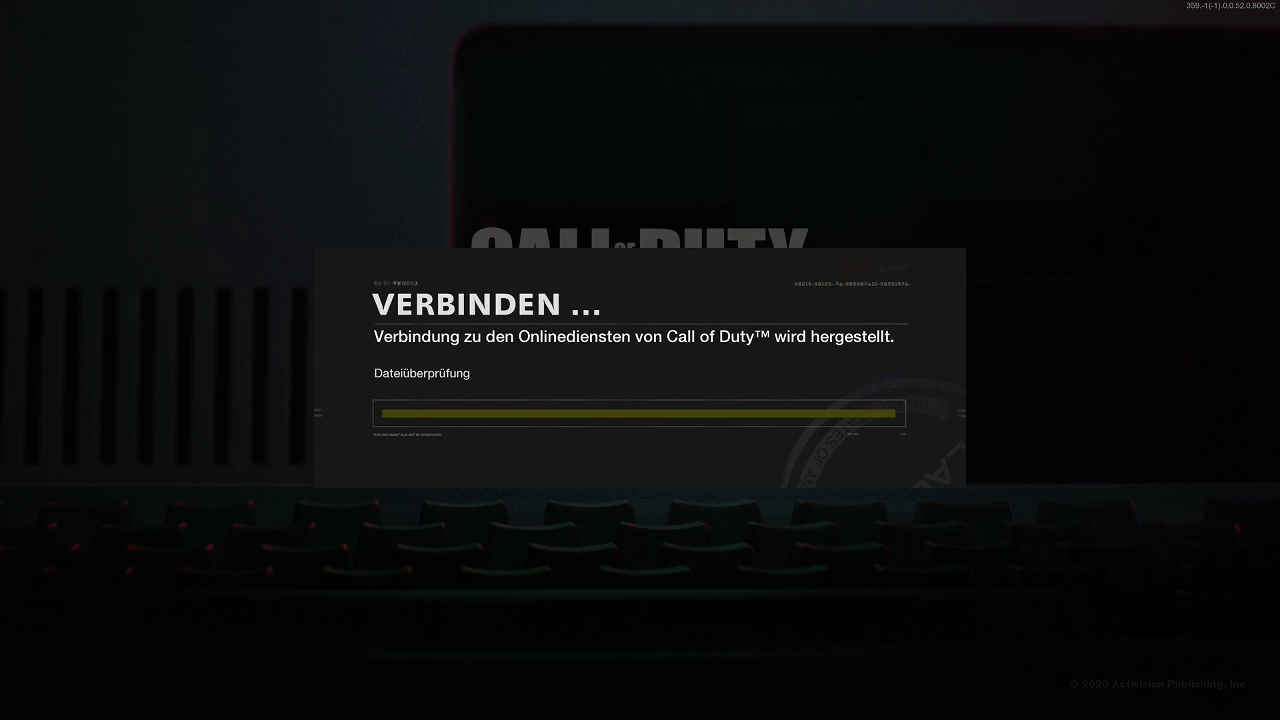 359.-1(-1).0.0.52.0.8002C
CALL OF DUTY
VERBINDEN ...
Verbindung zu den Onlinediensten von Call of Duty™ wird hergestellt.
Dateiüberprüfung
© 2020 Activision Publishing, Inc